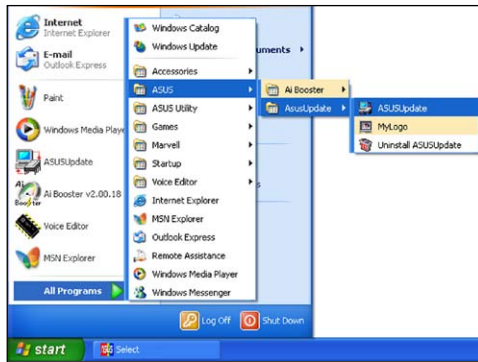 Internet
Internet Explorer
E-mail
Outlook Express
Paint
Windows Media Playe
ASUSUpdate
Ai Booster v2.00.18
Voice Editor
MSN Explorer
All Programs
Windows Catalog
Windows Update
Accessories
ASUS
ASUS Utility
Games
Marvell
Startup
Voice Editor
Internet Explorer
MSN Explorer
Outlook Express
Remote Assistance
Windows Media Player
Windows Messenger
uments
s
Ai Booster
AsusUpdate
ASUSUpdate
MyLogo
Uninstall ASUSUpdate
Log Off
Shut Down
start
Select